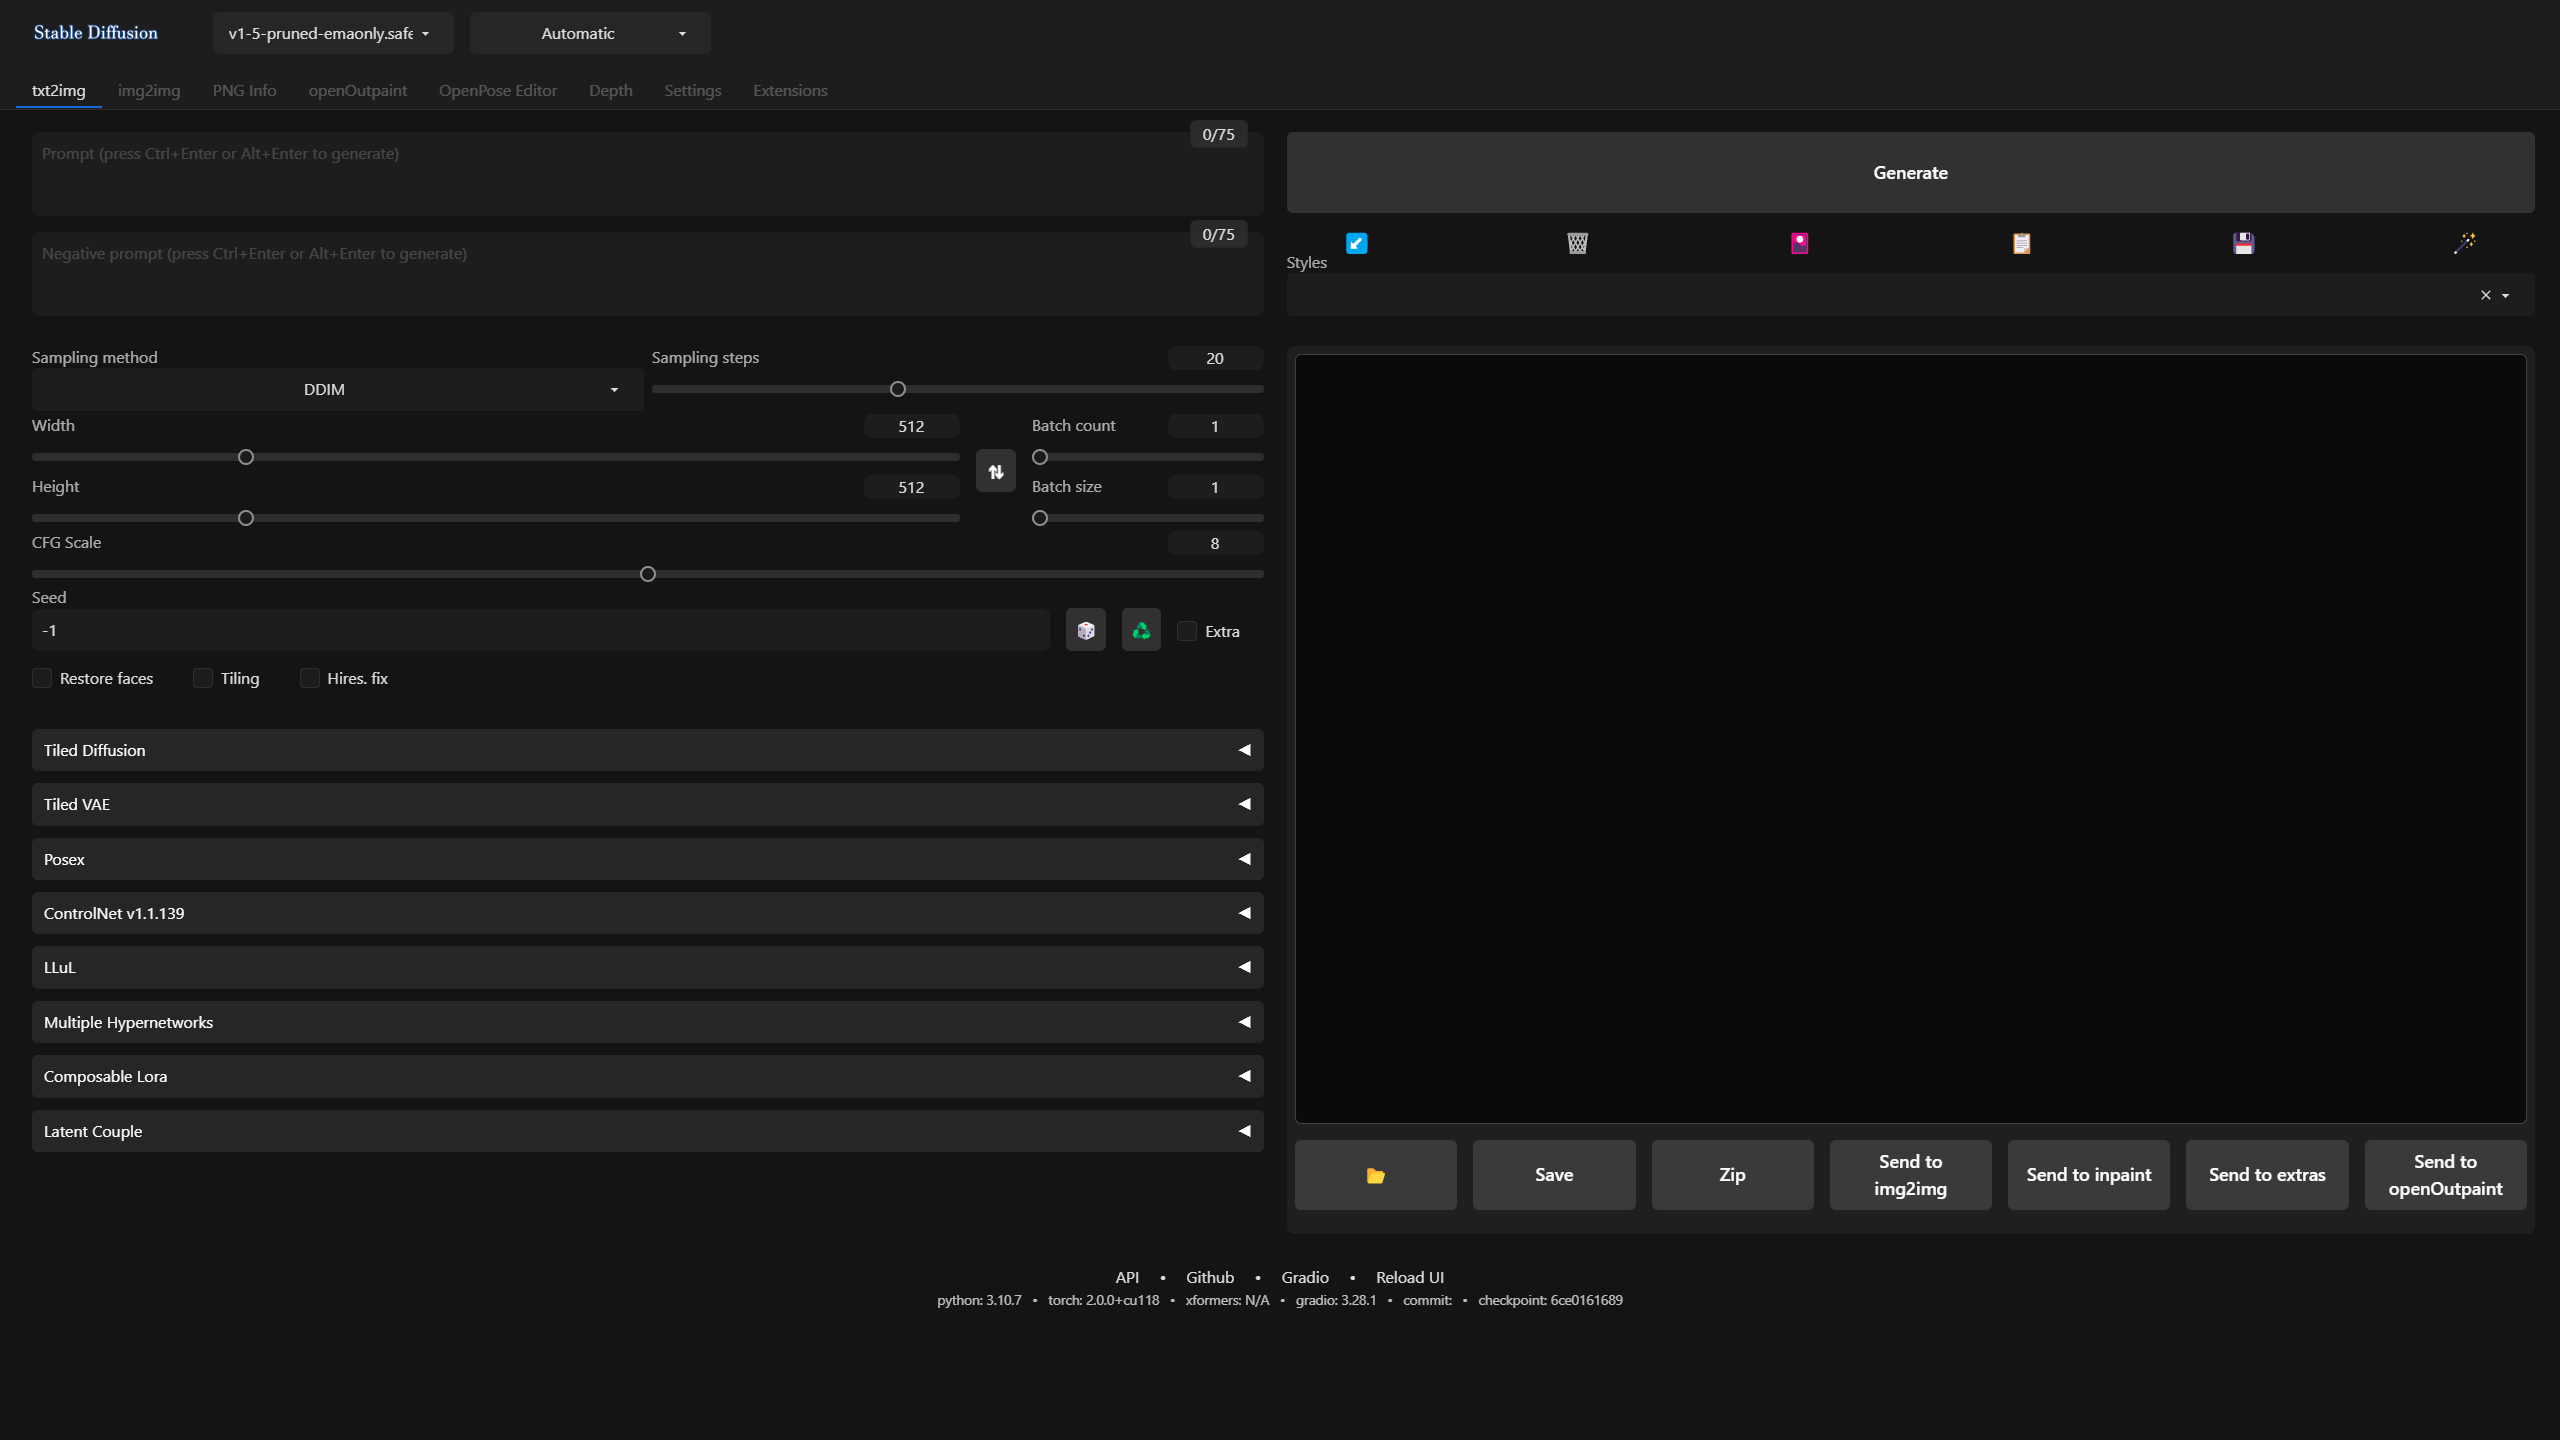 Stable Diffusion
v1-5-pruned-emaonly.safe
Automatic
txt2img img2img PNG Info openOutpaint OpenPose Editor Depth Settings Extensions
Prompt (press Ctrl+Enter or Alt+Enter to generate)
0/75
Negative prompt (press Ctrl+Enter or Alt+Enter to generate)
0/75
Generate
Styles
Sampling method
DDIM
Sampling steps
20
Width
512
Batch count
1
Height
512
Batch size
1
CFG Scale
8
Seed
-1
Extra
Restore faces
Tiling
Hires. fix
Tiled Diffusion
Tiled VAE
Posex
ControlNet v1.1.139
LLuL
Multiple Hypernetworks
Composable Lora
Latent Couple
Save
Zip
Send to
img2img
Send to inpaint
Send to extras
Send to
openOutpaint
API • Github • Gradio • Reload UI
python: 3.10.7 • torch: 2.0.0+cu118 • xformers: N/A • gradio: 3.28.1 • commit: • checkpoint: 6ce0161689